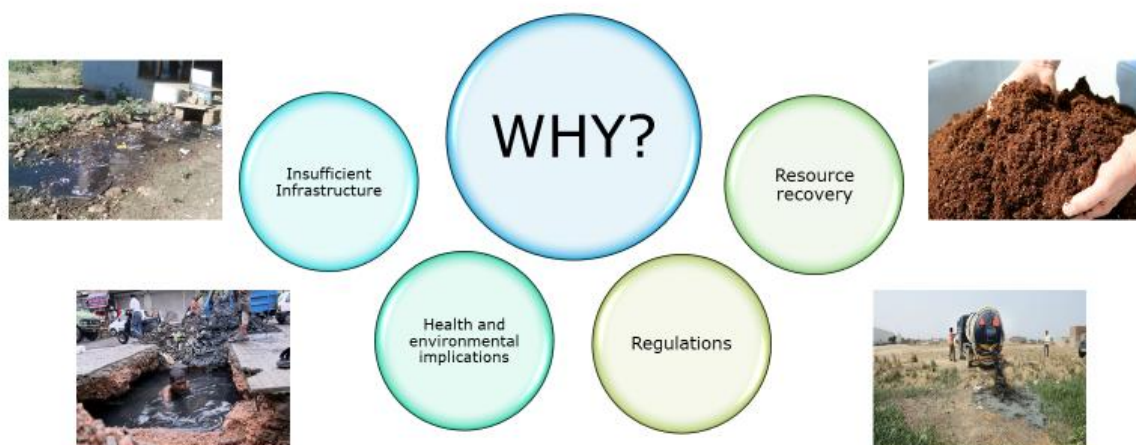 WHY?
Insufficient
Infrastructure
Resource
recovery
Health and
environmental
implications
Regulations